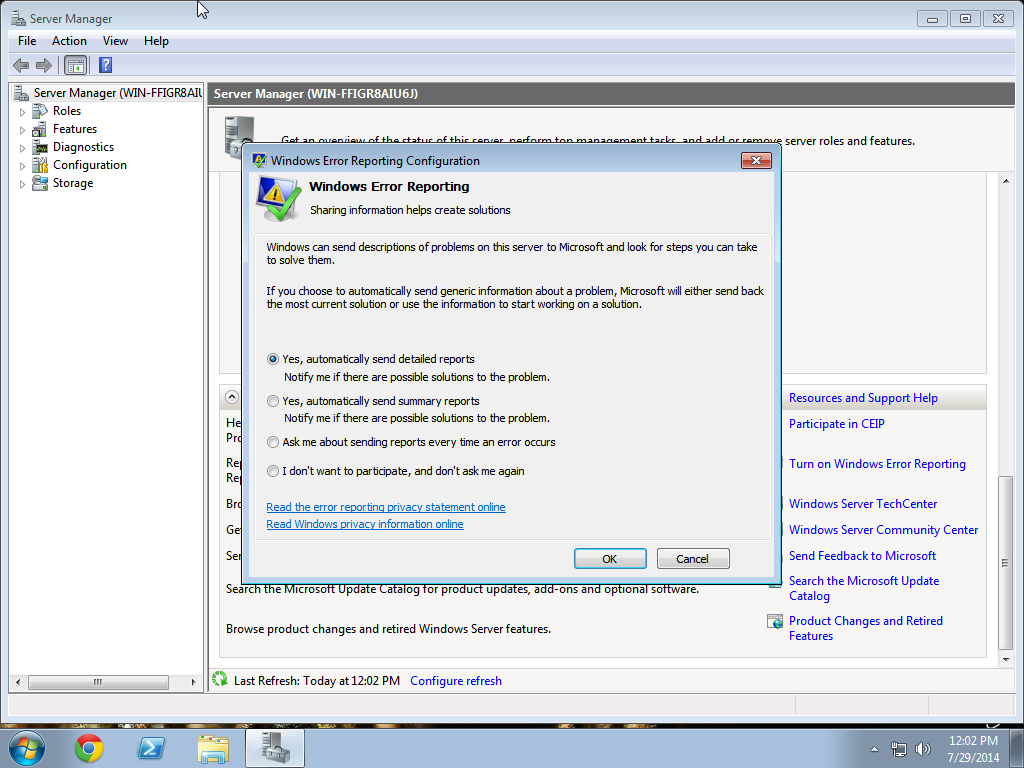 Server Manager
File Action View Help
Server Manager (WIN-FFIGR8AIU
Roles
Features
Diagnostics
Configuration
Storage
Server Manager (WIN-FFIGR8AIU6J)
Get an overview of the status of this server, perform top management tasks, and add or remove server roles and features.
Windows Error Reporting Configuration
Windows Error Reporting
Sharing information helps create solutions
Windows can send descriptions of problems on this server to Microsoft and look for steps you can take
to solve them.
If you choose to automatically send generic information about a problem, Microsoft will either send back
the most current solution or use the information to start working on a solution.
Yes, automatically send detailed reports
Notify me if there are possible solutions to the problem.
Yes, automatically send summary reports
Notify me if there are possible solutions to the problem.
Ask me about sending reports every time an error occurs
I don't want to participate, and don't ask me again
Read the error reporting privacy statement online
Read Windows privacy information online
OK Cancel
Resources and Support Help
Participate in CEIP
Turn on Windows Error Reporting
Windows Server TechCenter
Windows Server Community Center
Send Feedback to Microsoft
Search the Microsoft Update
Catalog
Product Changes and Retired
Features
Search the Microsoft Update Catalog for product updates, add-ons and optional software.
Browse product changes and retired Windows Server features.
Last Refresh: Today at 12:02 PM Configure refresh
12:02 PM
7/29/2014